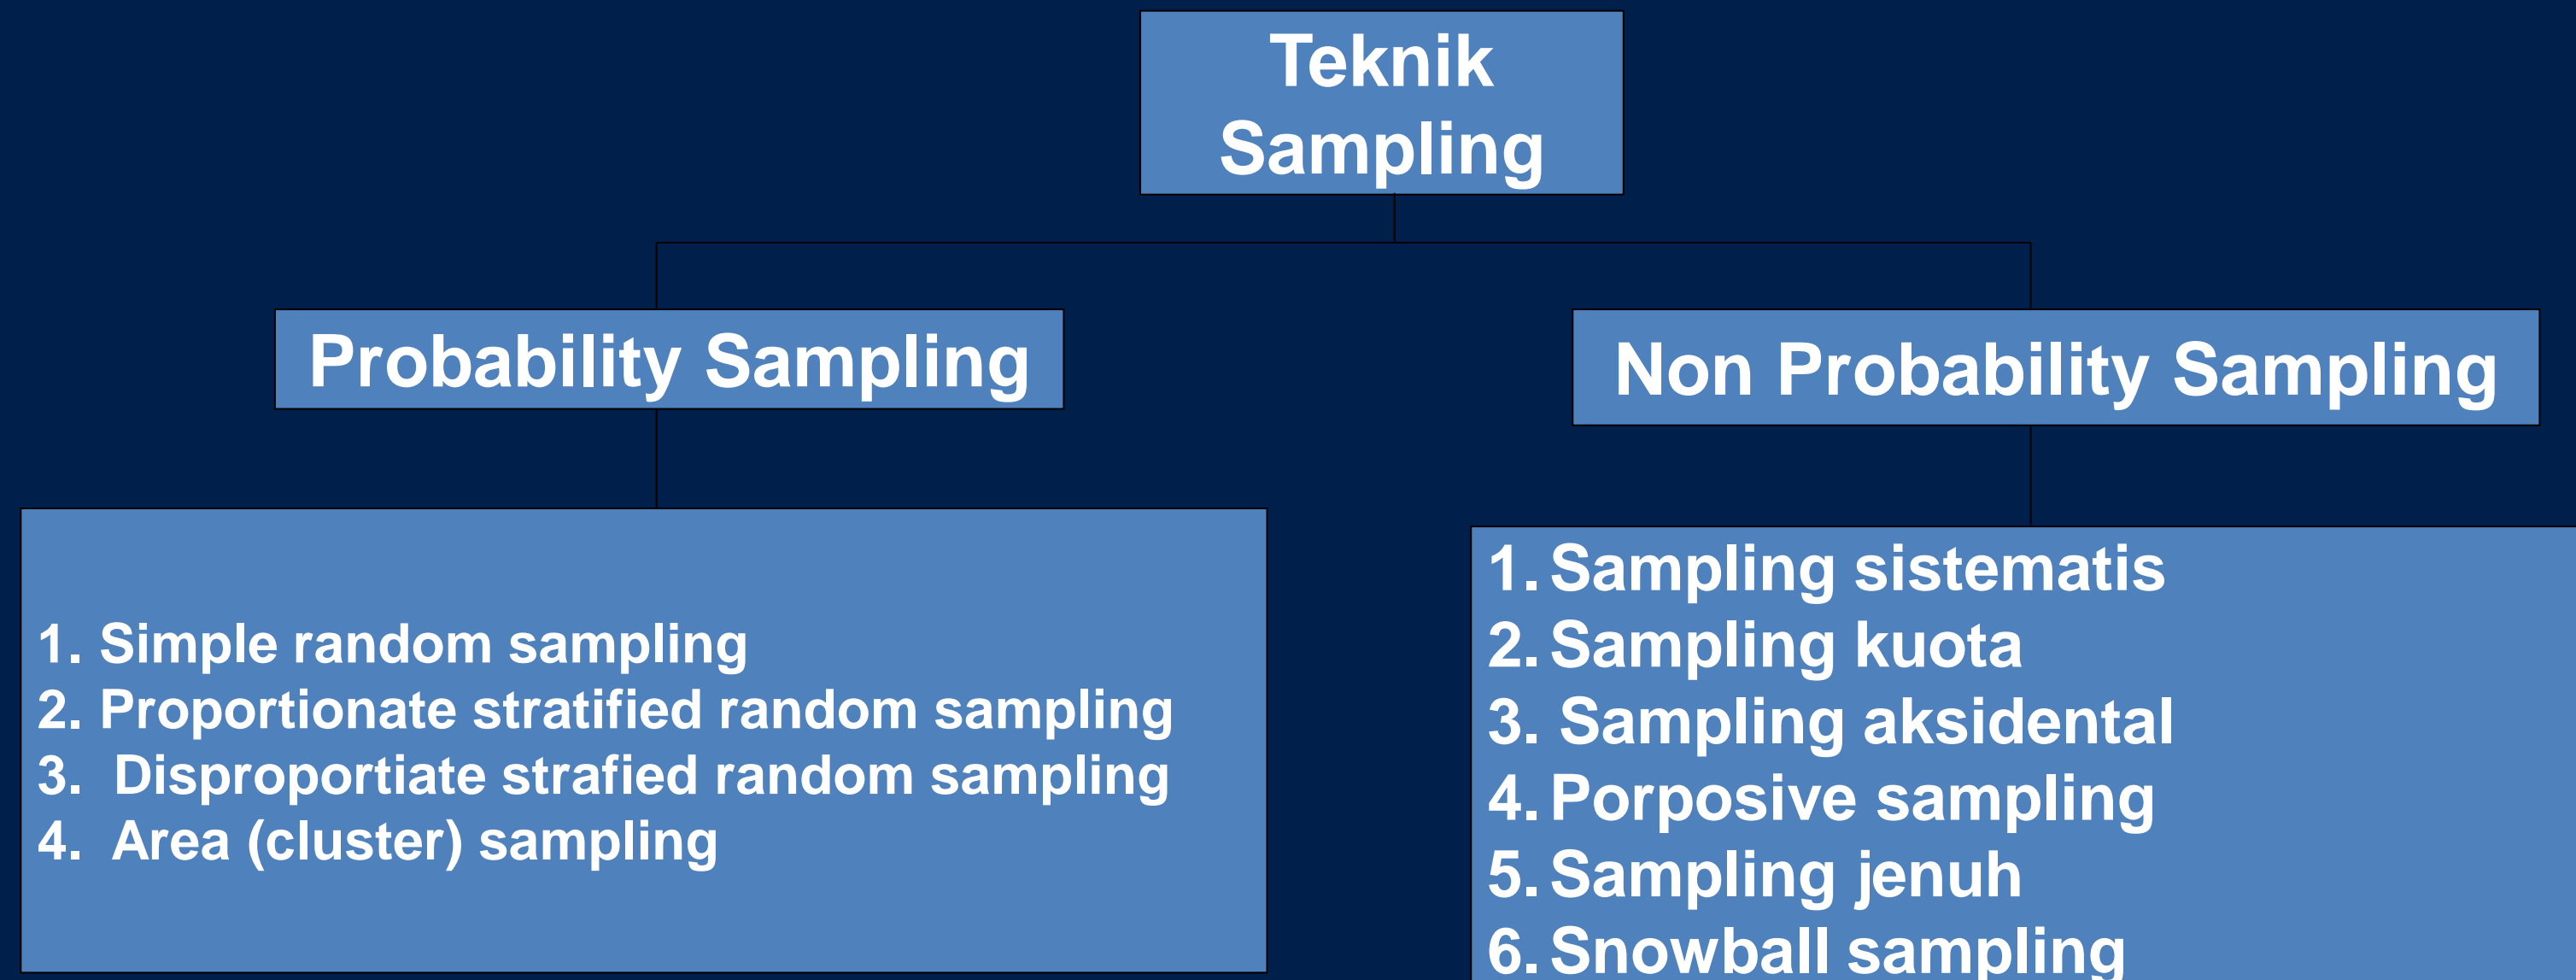 Teknik
Sampling
Probability Sampling
Non Probability Sampling
1. Simple random sampling
2. Proportionate stratified random sampling
3. Disproportiate strafied random sampling
4. Area (cluster) sampling
1. Sampling sistematis
2. Sampling kuota
3. Sampling aksidental
4. Porposive sampling
5. Sampling jenuh
6. Snowball sampling